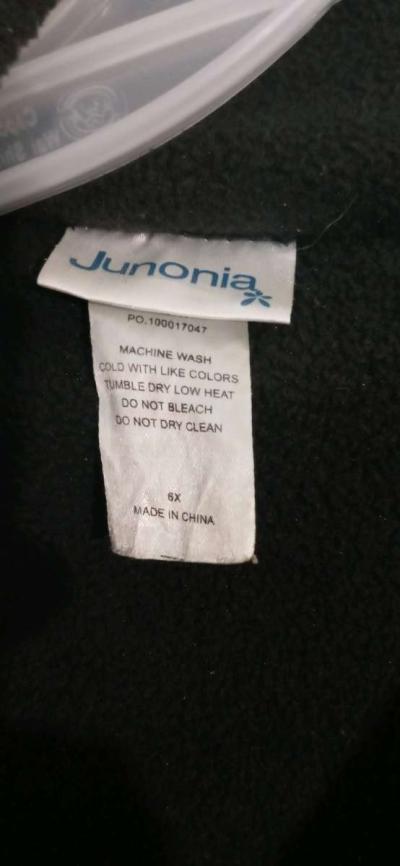 Junonia
PO.100017047
MACHINE WASH
COLD WITH LIKE COLORS
TUMBLE DRY LOW HEAT
DO NOT BLEACH
DO NOT DRY CLEAN
6X
MADE IN CHINA